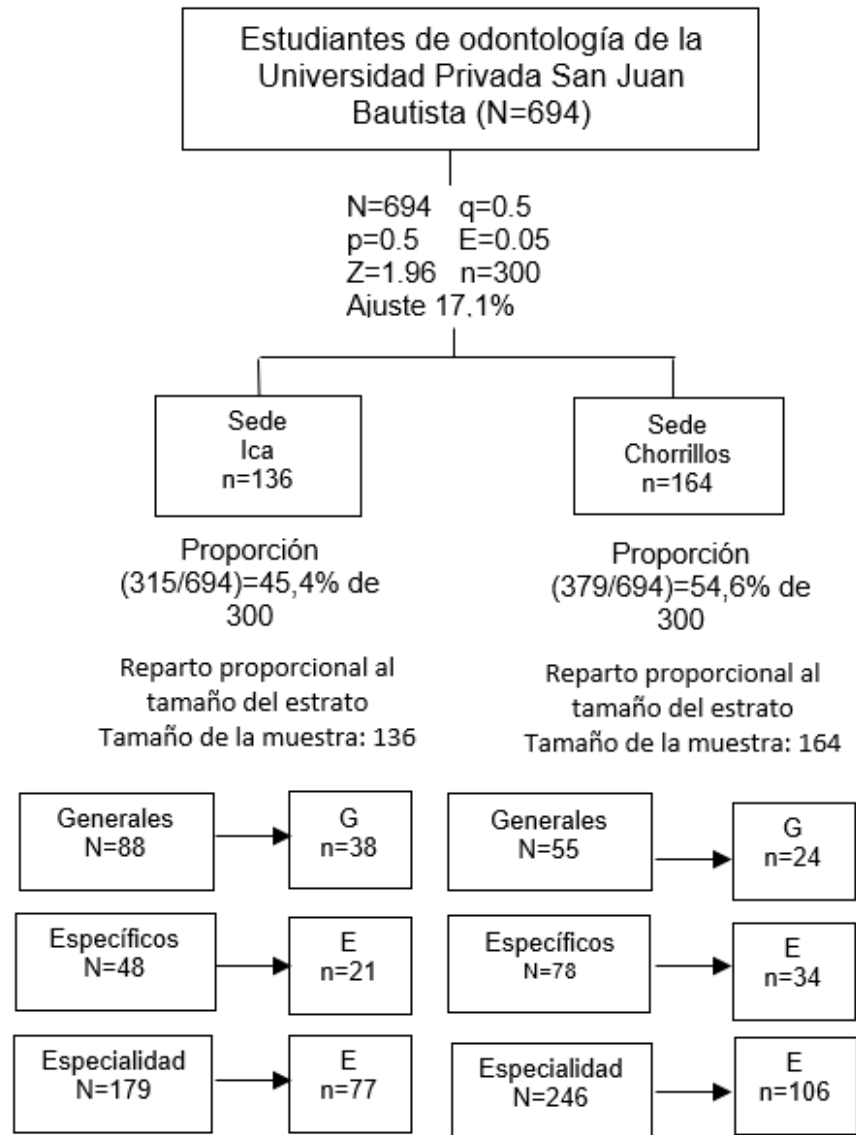 Estudiantes de odontología de la
Universidad Privada San Juan
Bautista (N=694)
N=694 q=0.5
p=0.5 E=0.05
Z=1.96 n=300
Ajuste 17,1%
Sede
Ica
n=136
Sede
Chorrillos
n=164
Proporción
(315/694)=45,4% de
300
Proporción
(379/694)=54,6% de
300
Reparto proporcional al
tamaño del estrato
Tamaño de la muestra: 136
Reparto proporcional al
tamaño del estrato
Tamaño de la muestra: 164
Generales
N=88
G
n=38
Generales
N=55
G
n=24
Específicos
N=48
E
n=21
Específicos
N=78
E
n=34
Especialidad
N=179
E
n=77
Especialidad
N=246
E
n=106